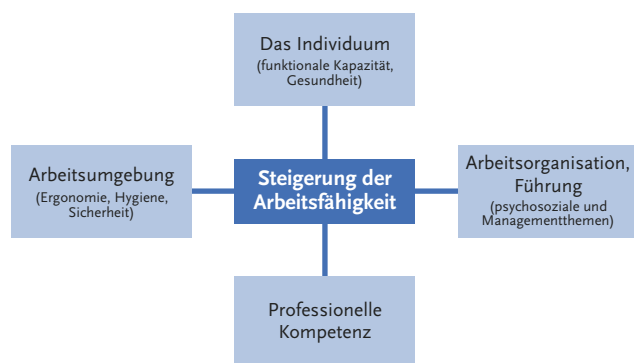 Das Individuum
(funktionale Kapazität,
Gesundheit)
Arbeitsumgebung
(Ergonomie, Hygiene,
Sicherheit)
Steigerung der
Arbeitsfähigkeit
Arbeitsorganisation,
Führung
(psychosoziale und
Managementthemen)
Professionelle
Kompetenz